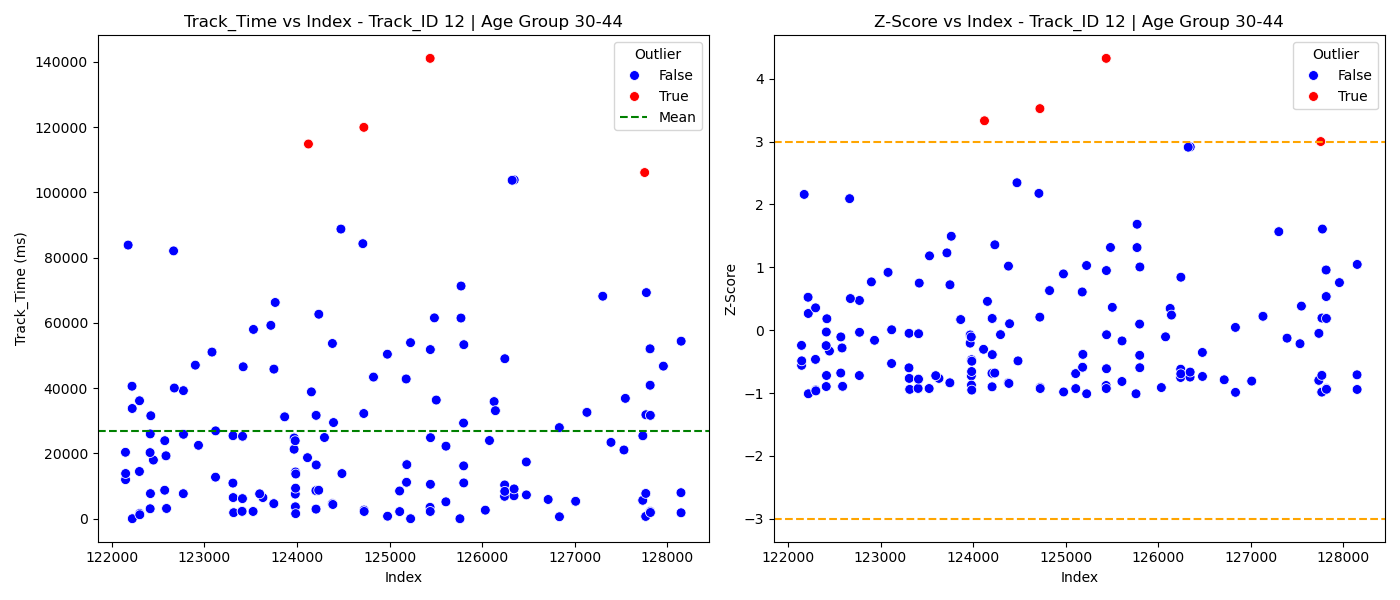 Track_Time vs Index - Track_ID 12 | Age Group 30-44
Track_Time (ms)
140000
120000
100000
80000
60000
40000
20000
0
122000 123000 124000 125000 126000 127000 128000
Index
Outlier
False
True
Mean
Z-Score vs Index - Track_ID 12 | Age Group 30-44
Z-Score
4
3
2
1
0
−1
−2
−3
122000 123000 124000 125000 126000 127000 128000
Index
Outlier
False
True